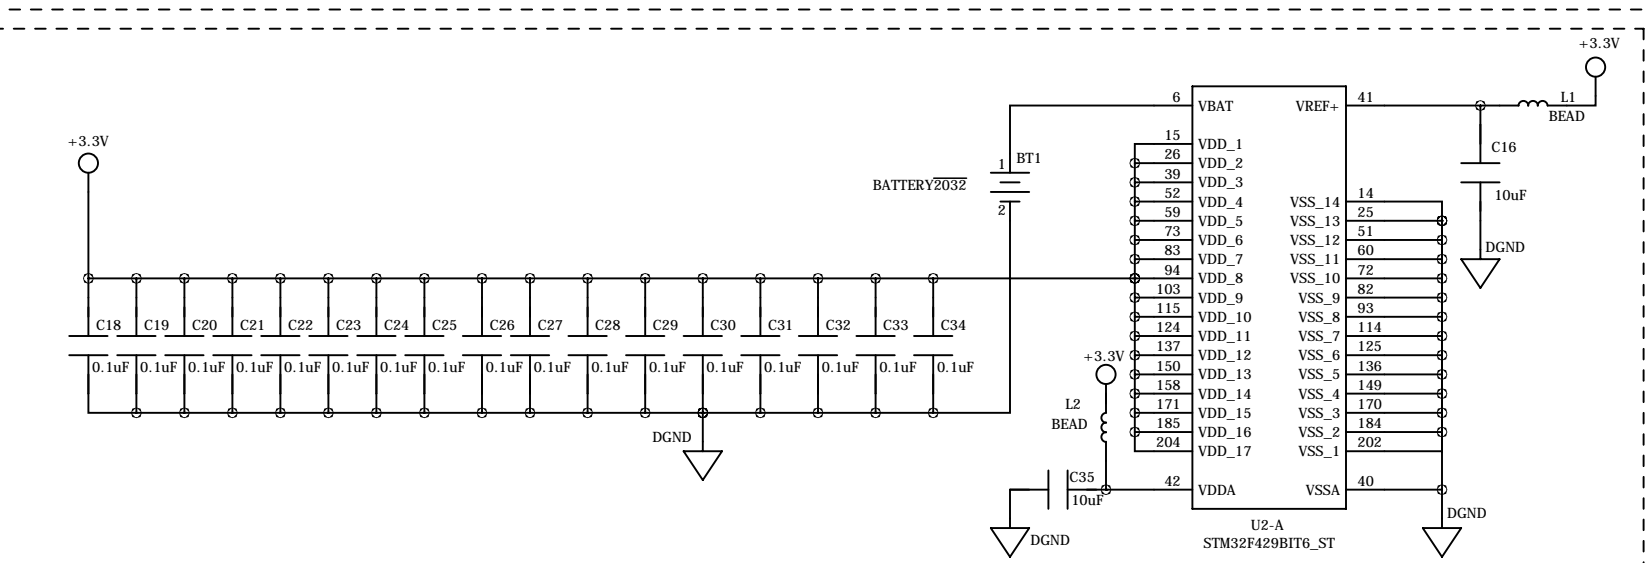 +3.3V
+3.3V
6
VBAT
VREF+
41
L1
BEAD
C16
10uF
DGND
1
BT1
BATTERY2032
2
15
VDD_1
26
VDD_2
39
VDD_3
52
VDD_4
14
VSS_14
59
VDD_5
25
VSS_13
73
VDD_6
51
VSS_12
83
VDD_7
60
VSS_11
94
VDD_8
72
VSS_10
103
VDD_9
82
VSS_9
115
VDD_10
93
VSS_8
124
VDD_11
114
VSS_7
137
VDD_12
125
VSS_6
150
VDD_13
136
VSS_5
158
VDD_14
149
VSS_4
171
VDD_15
170
VSS_3
185
VDD_16
184
VSS_2
204
VDD_17
202
VSS_1
42
VDDA
VSSA
40
C18 C19 C20 C21 C22 C23 C24 C25 C26 C27 C28 C29 C30 C31 C32 C33 C34
0.1uF 0.1uF 0.1uF 0.1uF 0.1uF 0.1uF 0.1uF 0.1uF 0.1uF 0.1uF 0.1uF 0.1uF 0.1uF 0.1uF 0.1uF 0.1uF 0.1uF
DGND
+3.3V
L2
BEAD
C35
10uF
DGND
DGND
U2-A
STM32F429BIT6_ST